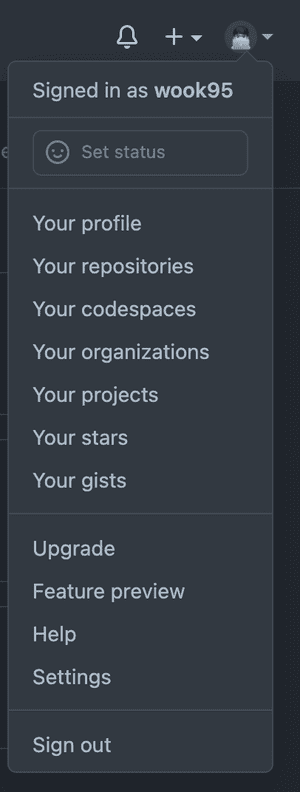 Signed in as wook95
Set status
Your profile
Your repositories
Your codespaces
Your organizations
Your projects
Your stars
Your gists
Upgrade
Feature preview
Help
Settings
Sign out